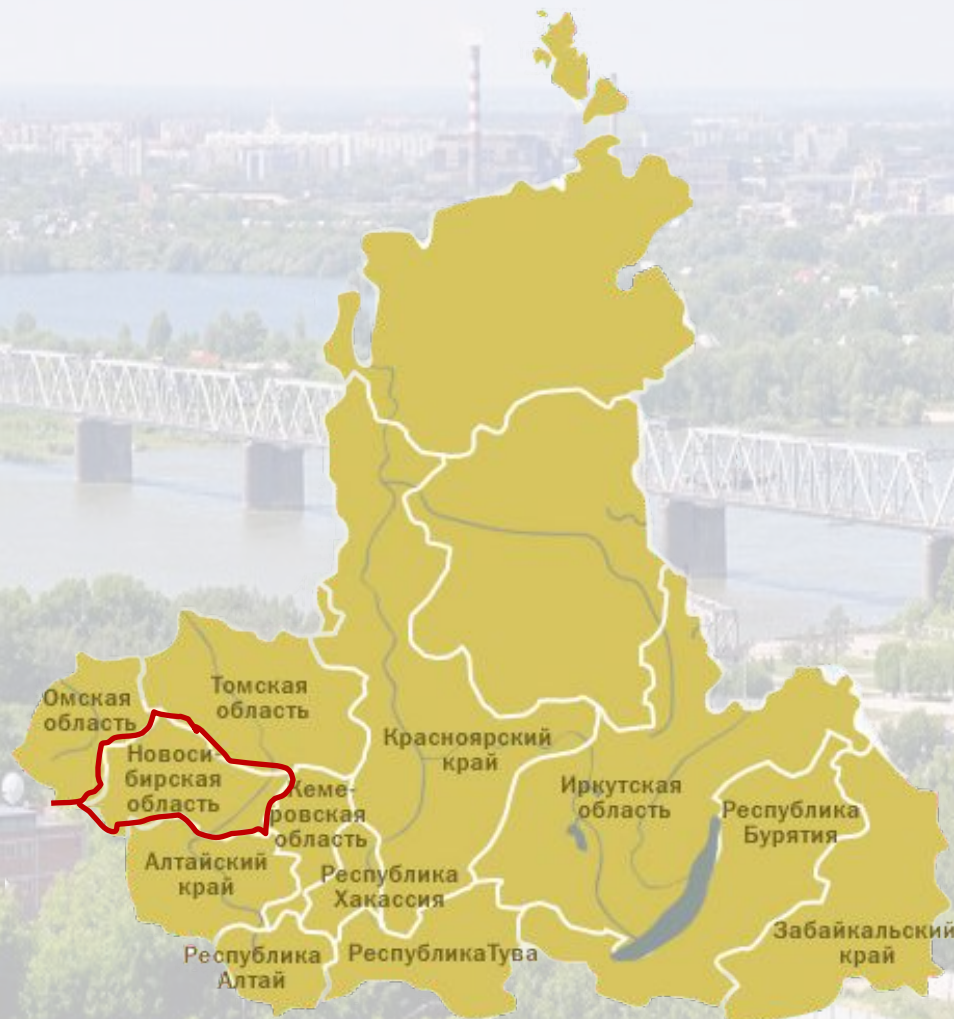 Омская
область
Томская
область
Новоси-
бирская
область
Кеме-
ровская
область
Красноярский
край
Иркутская
область
Республика
Бурятия
Алтайский
край
Республика
Хакассия
Республика
Алтай
РеспубликаТува
Забайкальский
край